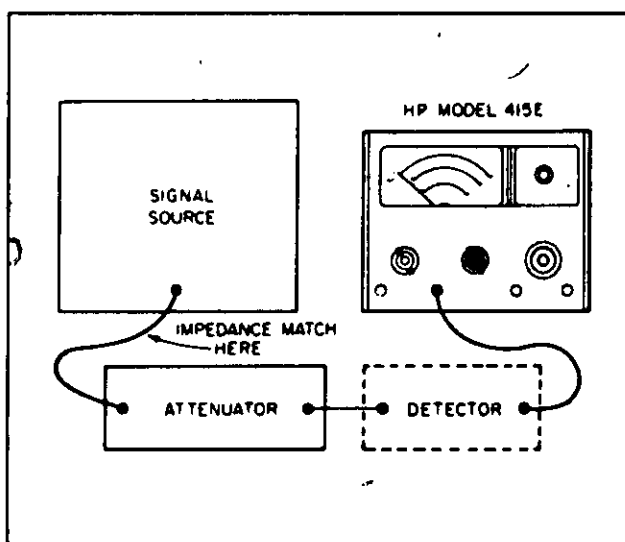 HP MODEL 415E
SIGNAL
SOURCE
IMPEDANCE MATCH
HERE
ATTENUATOR
DETECTOR